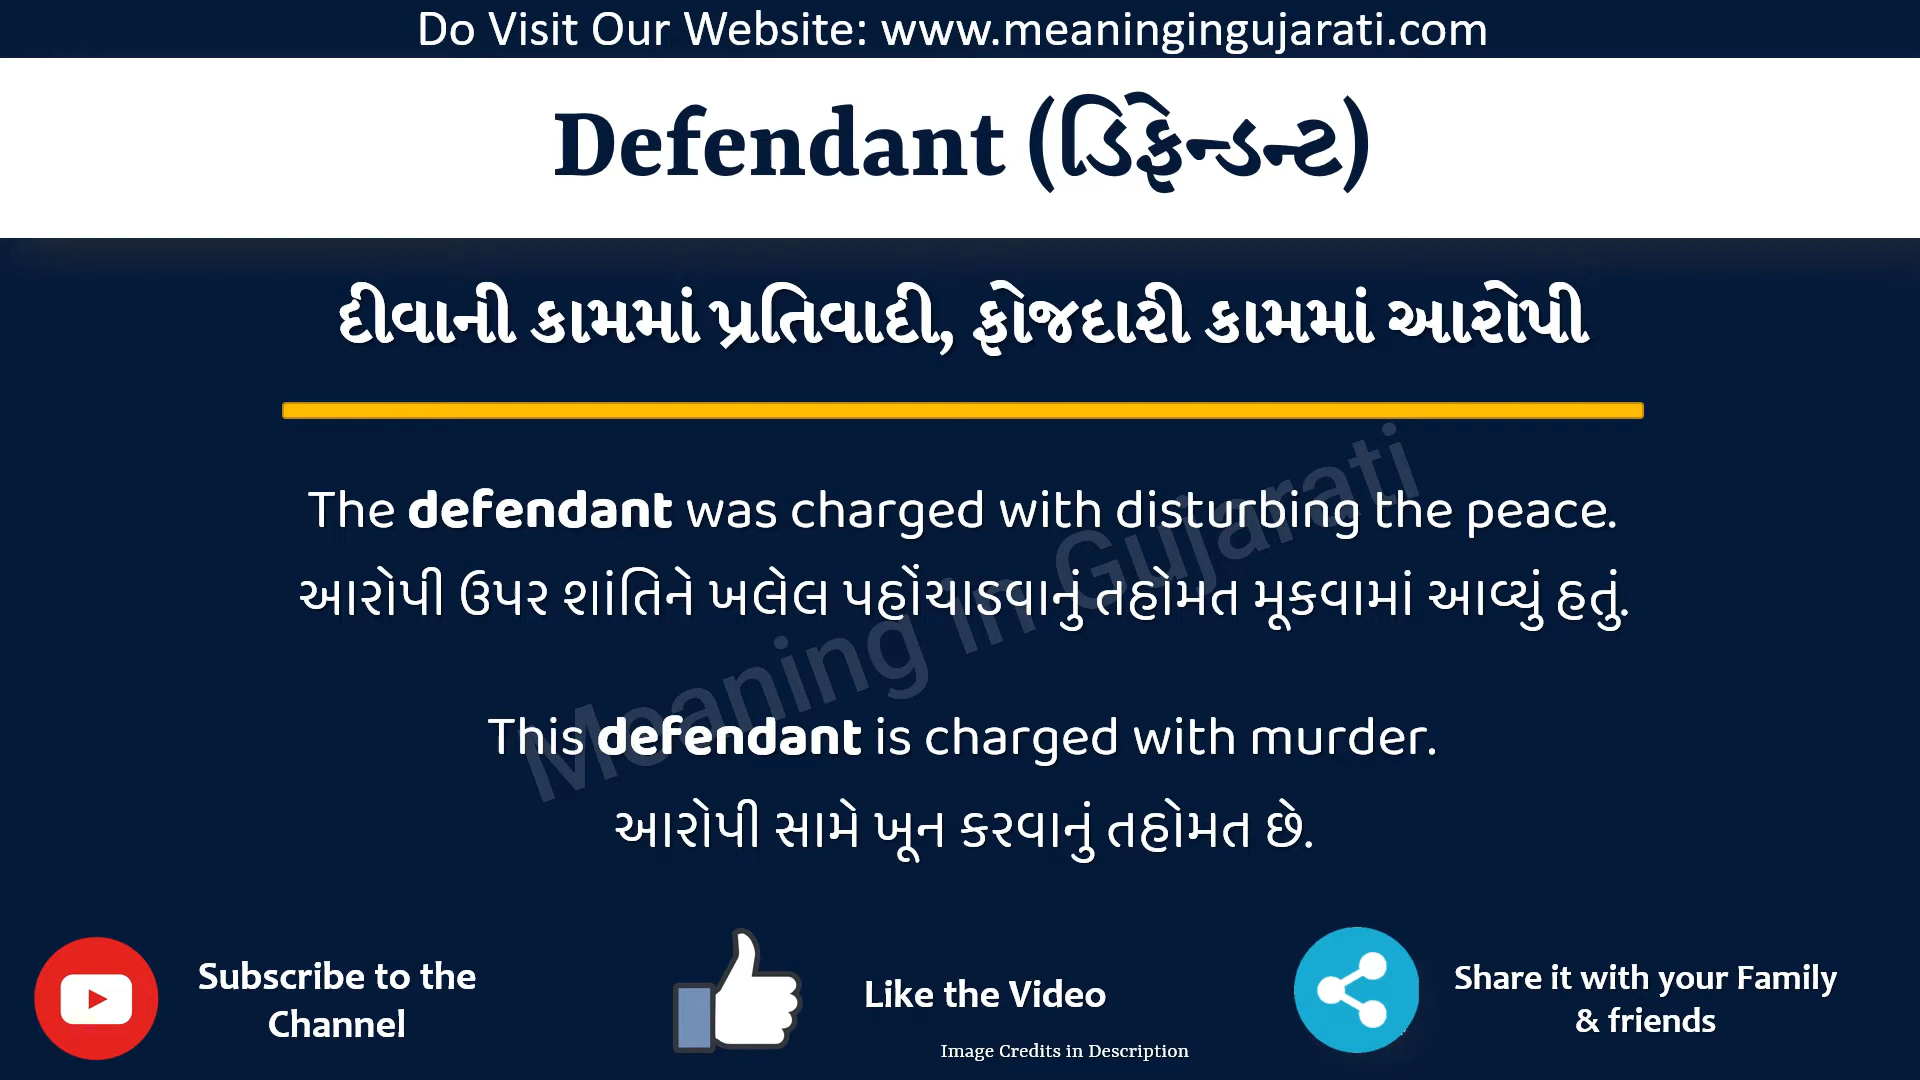 Do Visit Our Website: www.meaningingujarati.com
Defendant (ડિફેન્ડન્ટ)
દીવાની કામમાં પ્રતિવાદી, ફોજદારી કામમાં આરોપી
The defendant was charged with disturbing the peace.
આરોપી ઉપર શાંતિને ખલેલ પહોંચાડવાનું તહોમત મૂકવામાં આવ્યું હતું.
Meaning in Gujarati
This defendant is charged with murder.
આરોપી સામે ખૂન કરવાનું તહોમત છે.
Subscribe to the
Channel
Like the Video
Share it with your Family
& friends
Image Credits in Description